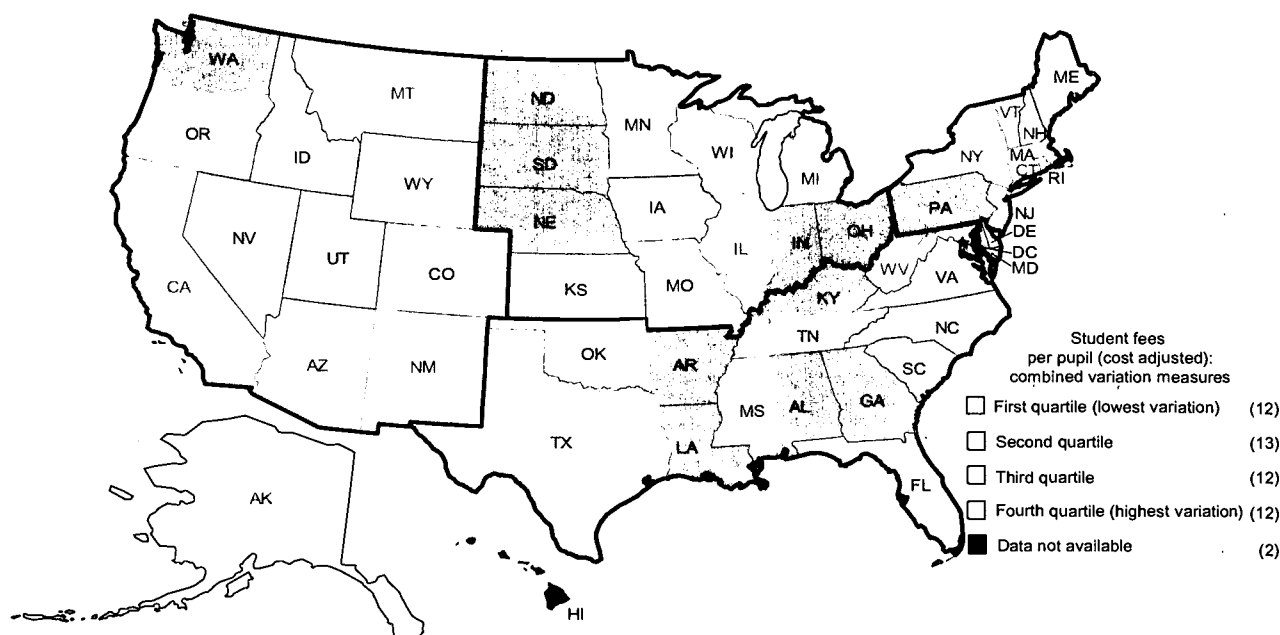 WA
MT
ND
ME
OR
MN
VT
NH
ID
SD
WI
NY
MA
CT
RI
WY
MI
IA
PA
NE
NJ
NV
OH
DE
IL
IN
UT
DC
CO
WV
MD
CA
KS
MO
VA
KY
NC
TN
OK
AZ
NM
AR
SC
MS
AL
GA
TX
LA
FL
AK
HI
Student fees
per pupil (cost adjusted):
combined variation measures
First quartile (lowest variation) (12)
Second quartile (13)
Third quartile (12)
Fourth quartile (highest variation) (12)
Data not available (2)